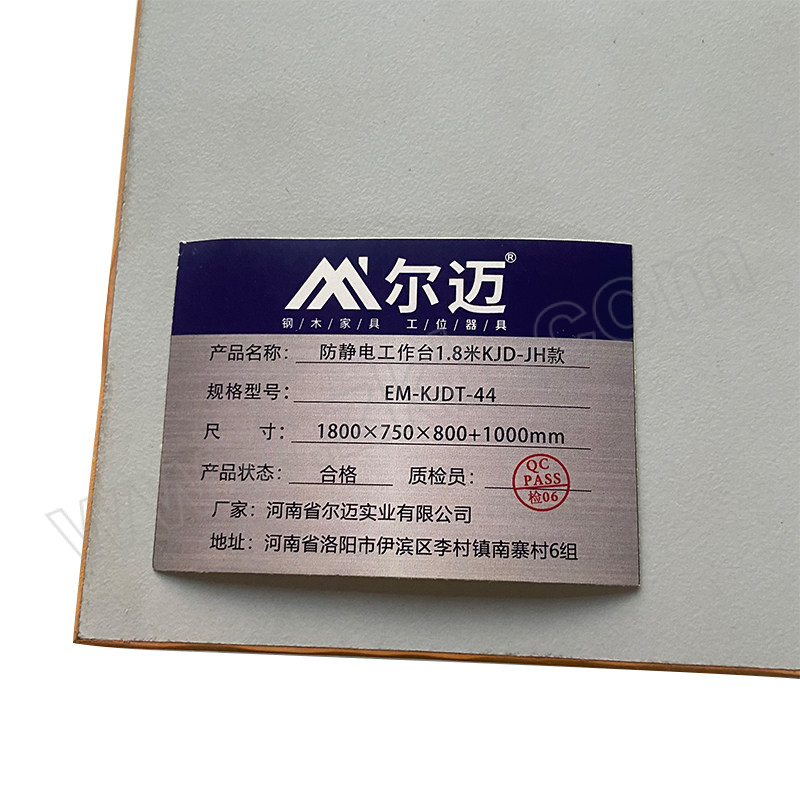 尔迈®
钢/木/家/具 工/位/器/具
产品名称：防静电工作台1.8米KJD-JH款
规格型号：EM-KJDT-44
尺 寸：1800×750×800+1000mm
产品状态：合格 质检员：
QC
PASS
检06
厂家：河南省尔迈实业有限公司
地址：河南省洛阳市伊滨区李村镇南寨村6组